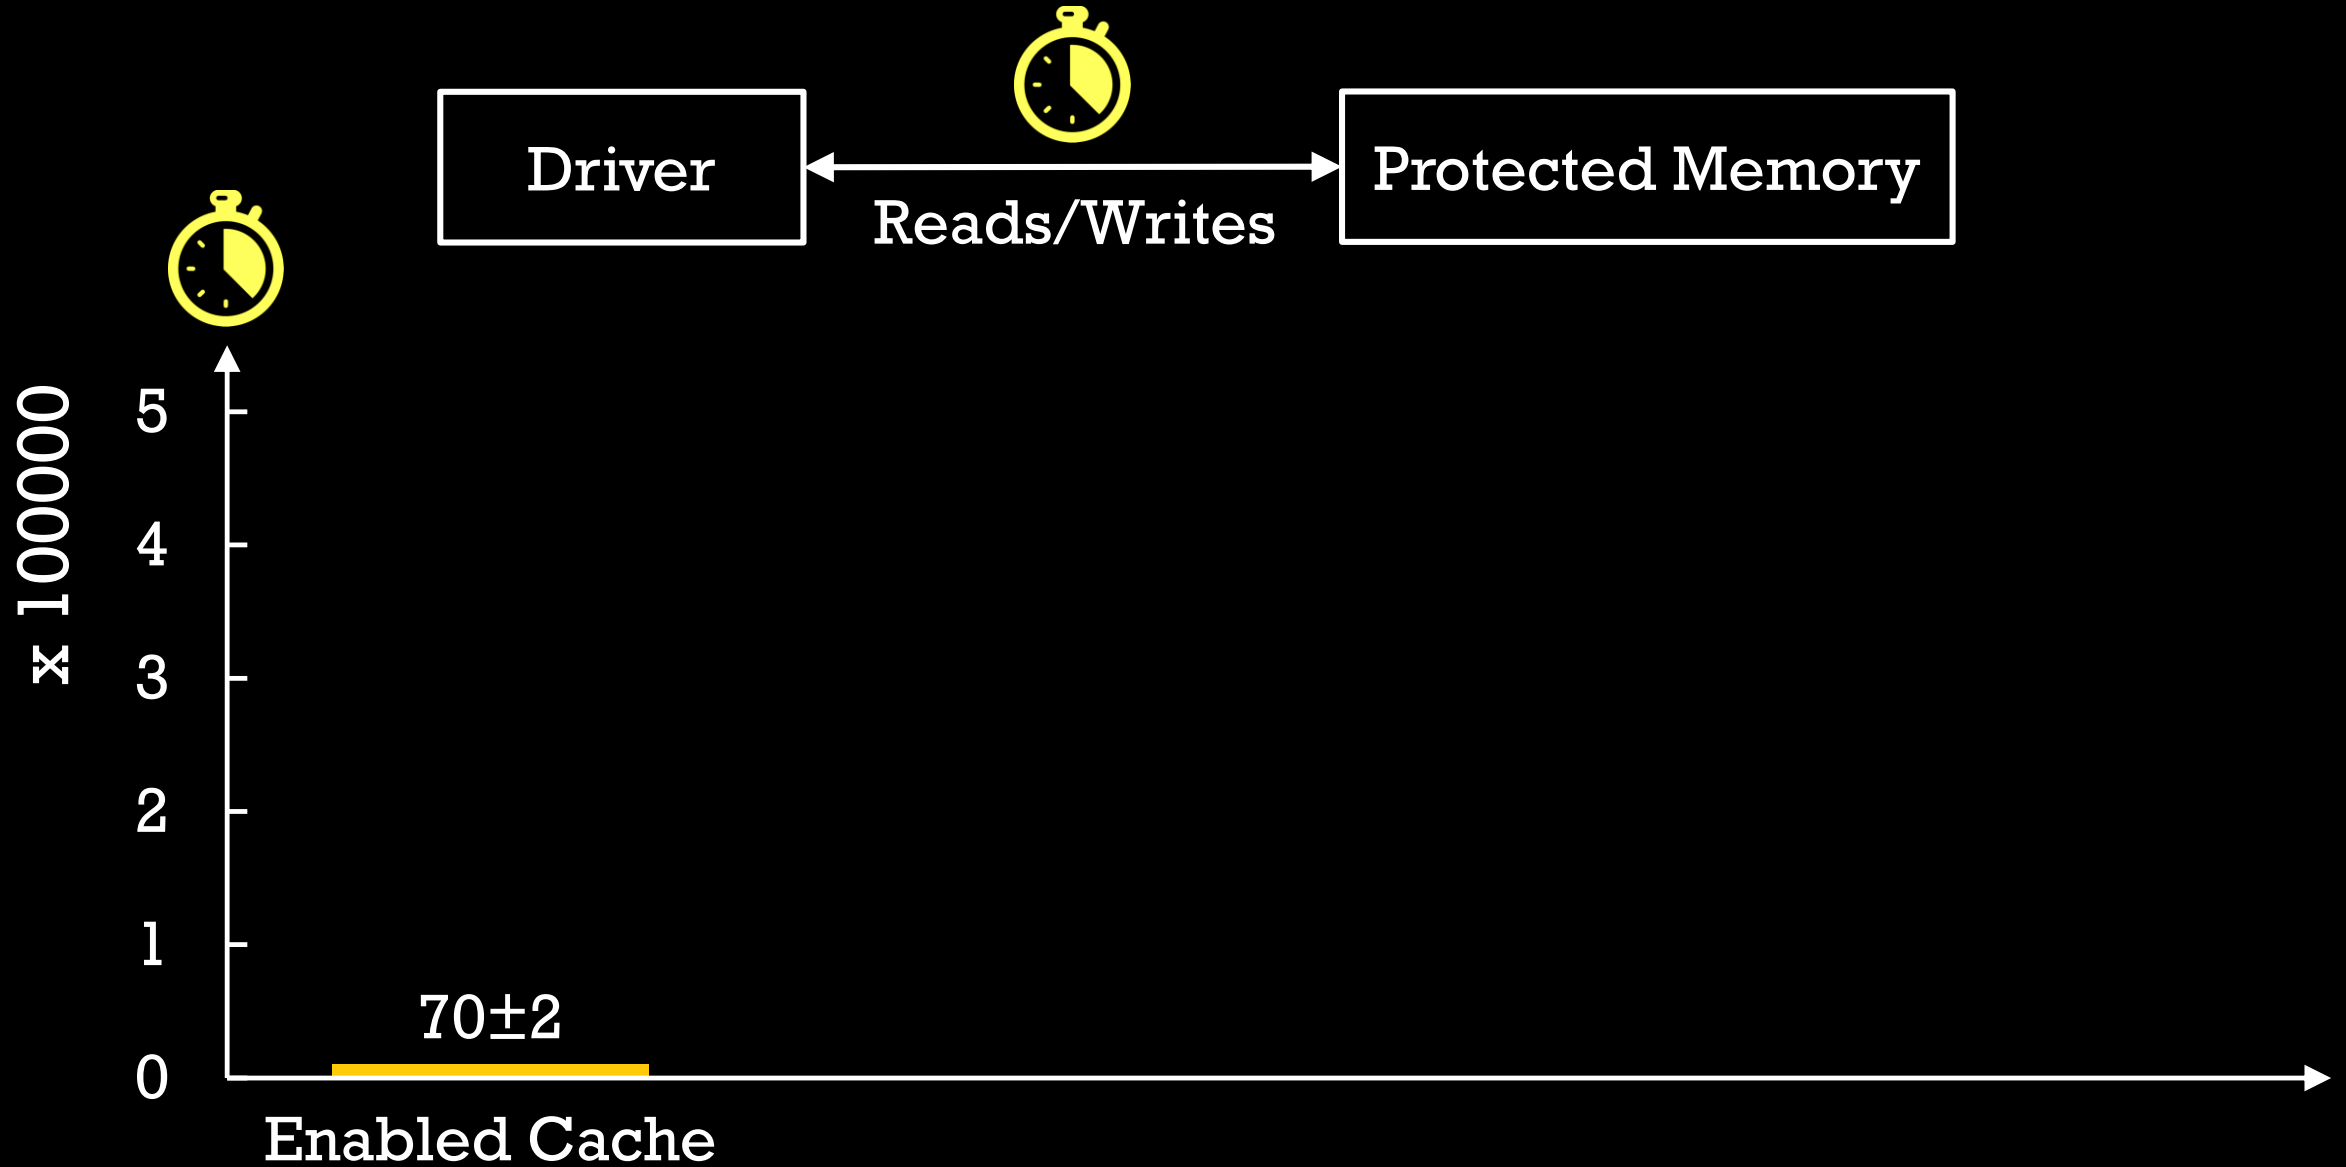 Driver
Reads/Writes
Protected Memory
x 100000
5
4
3
2
1
0
70±2
Enabled Cache